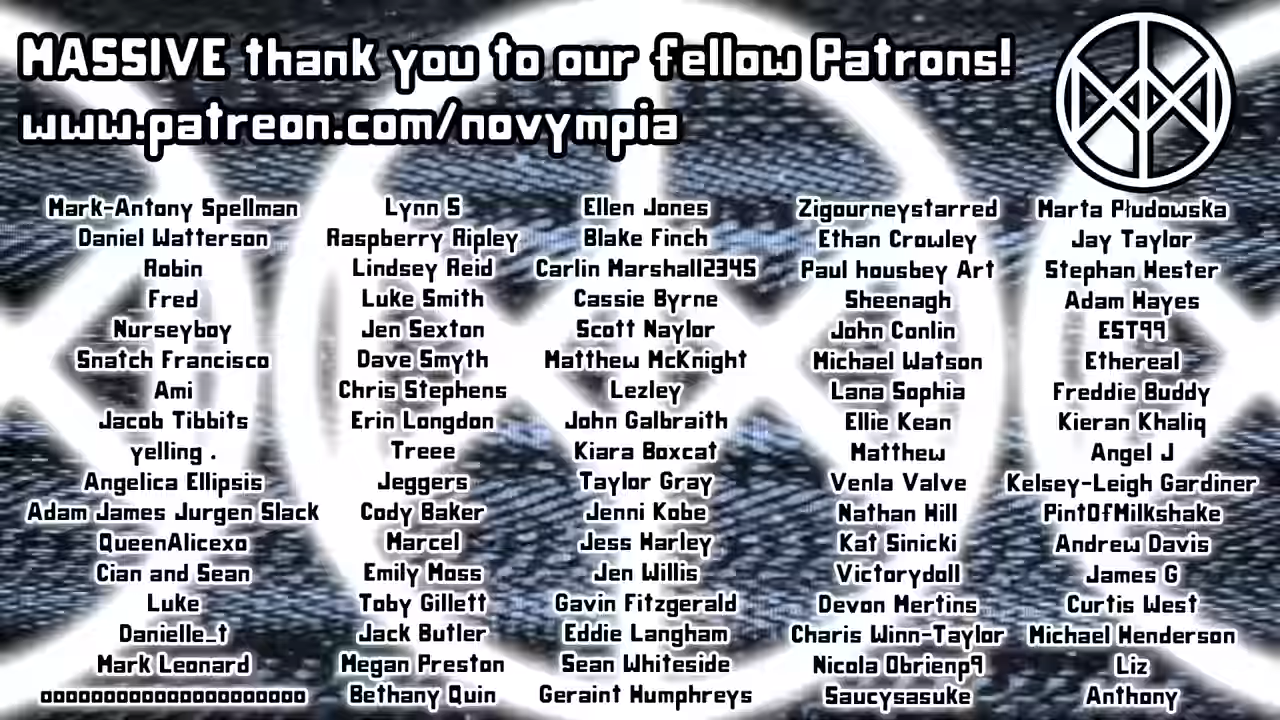 MASSIVE thank you to our fellow Patrons!
www.patreon.com/novympia
Mark-Antony Spellman
Daniel Watterson
Robin
Fred
Nurseyboy
Snatch Francisco
Ami
Jacob Tibbits
yelling .
Angelica Ellipsis
Adam James Jurgen Slack
QueenAlicexo
Cian and Sean
Luke
Danielle_t
Mark Leonard
ooooooooooooooooooooo
Lynn S
Raspberry Ripley
Lindsey Reid
Luke Smith
Jen Sexton
Dave Smyth
Chris Stephens
Erin Longdon
Treee
Jeggers
Cody Baker
Marcel
Emily Moss
Toby Gillett
Jack Butler
Megan Preston
Bethany Quin
Ellen Jones
Blake Finch
Carlin Marshall2345
Cassie Byrne
Scott Naylor
Matthew McKnight
Lezley
John Galbraith
Kiara Boxcat
Taylor Gray
Jenni Kobe
Jess Harley
Jen Willis
Gavin Fitzgerald
Eddie Langham
Sean Whiteside
Geraint Humphreys
Zigourneystarred
Ethan Crowley
Paul housbey Art
Sheenagh
John Conlin
Michael Watson
Lana Sophia
Ellie Kean
Matthew
Venla Valve
Nathan Hill
Kat Sinicki
Victorydoll
Devon Mertins
Charis Winn-Taylor
Nicola Obrienp9
Saucysasuke
Marta Płudowska
Jay Taylor
Stephan Hester
Adam Hayes
EST99
Ethereal
Freddie Buddy
Kieran Khaliq
Angel J
Kelsey-Leigh Gardiner
PintOfMilkshake
Andrew Davis
James G
Curtis West
Michael Henderson
Liz
Anthony